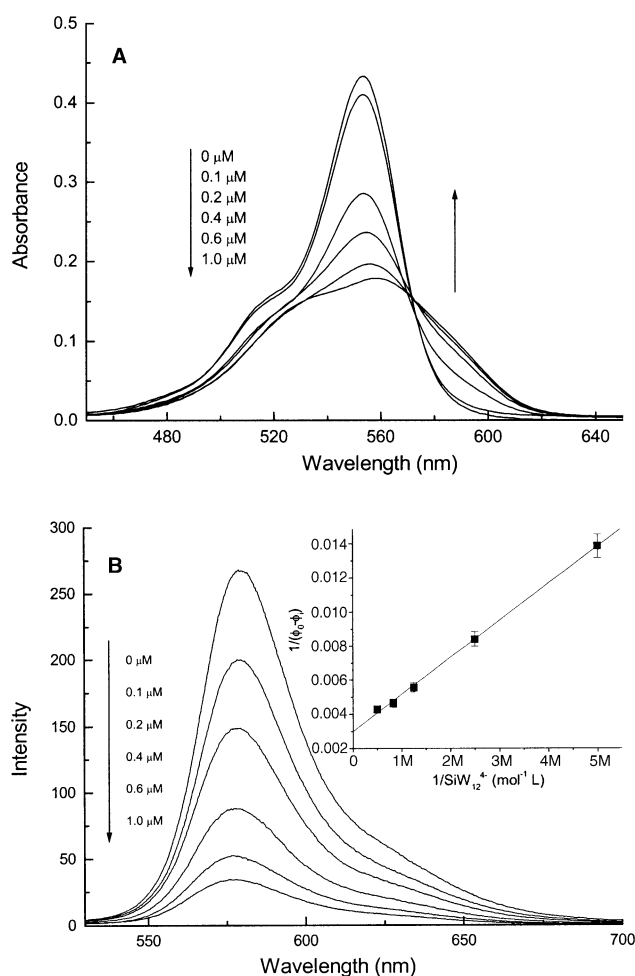 A
0.5
0.4
0.3
0.2
0.1
0.0
Absorbance
0 μM
0.1 μM
0.2 μM
0.4 μM
0.6 μM
1.0 μM
480 520 560 600 640
Wavelength (nm)
B
300
250
200
150
100
50
0
Intensity
0 μM
0.1 μM
0.2 μM
0.4 μM
0.6 μM
1.0 μM
0.014
0.012
0.010
0.008
0.006
0.004
0.002
1/(ϕ₀-ϕᵢ)
0 1M 2M 3M 4M 5M
1/SiW₁₂⁴⁻ (mol⁻¹ L)
550 600 650 700
Wavelength (nm)